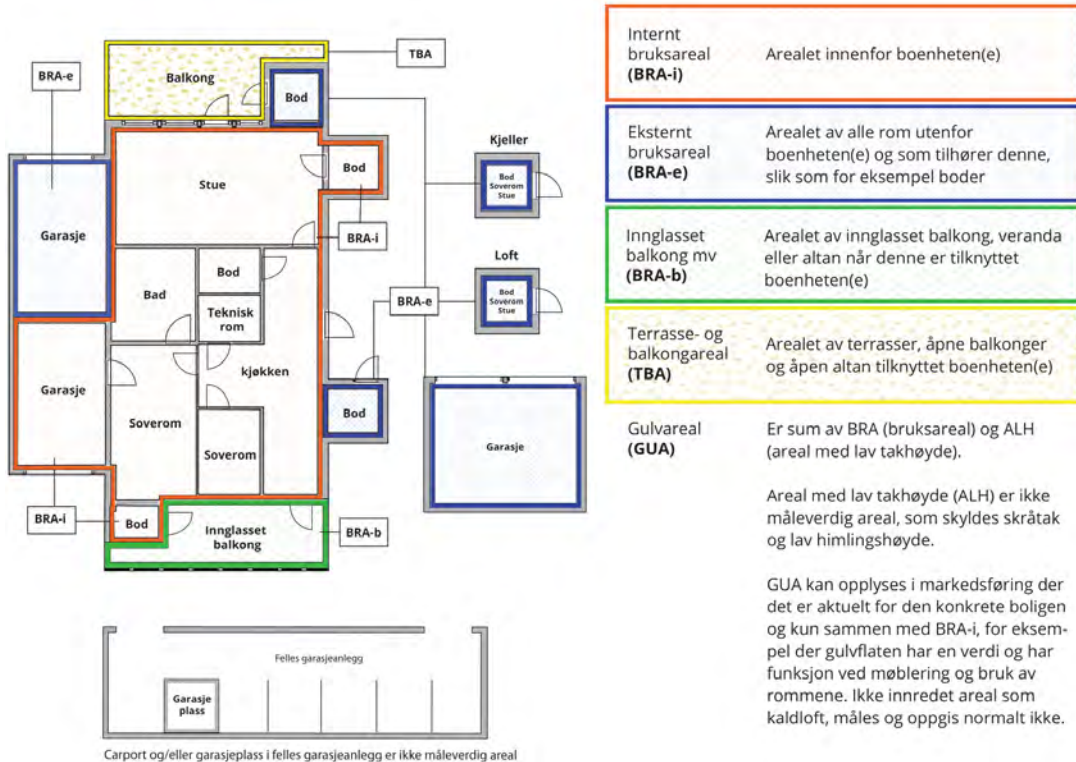 TBA
BRA-e
Balkong
Bod
Kjeller
Bod
Soverom
Stue
Stue
Bod
Garasje
BRA-i
Loft
Bod
Bad
Bod
Soverom
Stue
BRA-e
Teknisk
rom
kjøkken
Garasje
Bod
Soverom
Garasje
Soverom
BRA-i
Bod
Innglasset
balkong
BRA-b
Felles garasjeanlegg
Garasje
plass
Carport og/eller garasjeplass i felles garasjeanlegg er ikke måleverdig areal
Internt
bruksareal
(BRA-i)
Arealet innenfor boenheten(e)
Eksternt
bruksareal
(BRA-e)
Arealet av alle rom utenfor
boenheten(e) og som tilhører denne,
slik som for eksempel boder
Innglasset
balkong mv
(BRA-b)
Arealet av innglasset balkong, veranda
eller altan når denne er tilknyttet
boenheten(e)
Terrasse- og
balkongareal
(TBA)
Arealet av terrasser, åpne balkonger
og åpen altan tilknyttet boenheten(e)
Gulvareal
(GUA)
Er sum av BRA (bruksareal) og ALH
(areal med lav takhøyde).
Areal med lav takhøyde (ALH) er ikke
måleverdig areal, som skyldes skråtak
og lav himlingshøyde.
GUA kan opplyses i markedsføring der
det er aktuelt for den konkrete boligen
og kun sammen med BRA-i, for eksem-
pel der gulvflaten har en verdi og har
funksjon ved møblering og bruk av
rommene. Ikke innredet areal som
kaldloft, måles og oppgis normalt ikke.